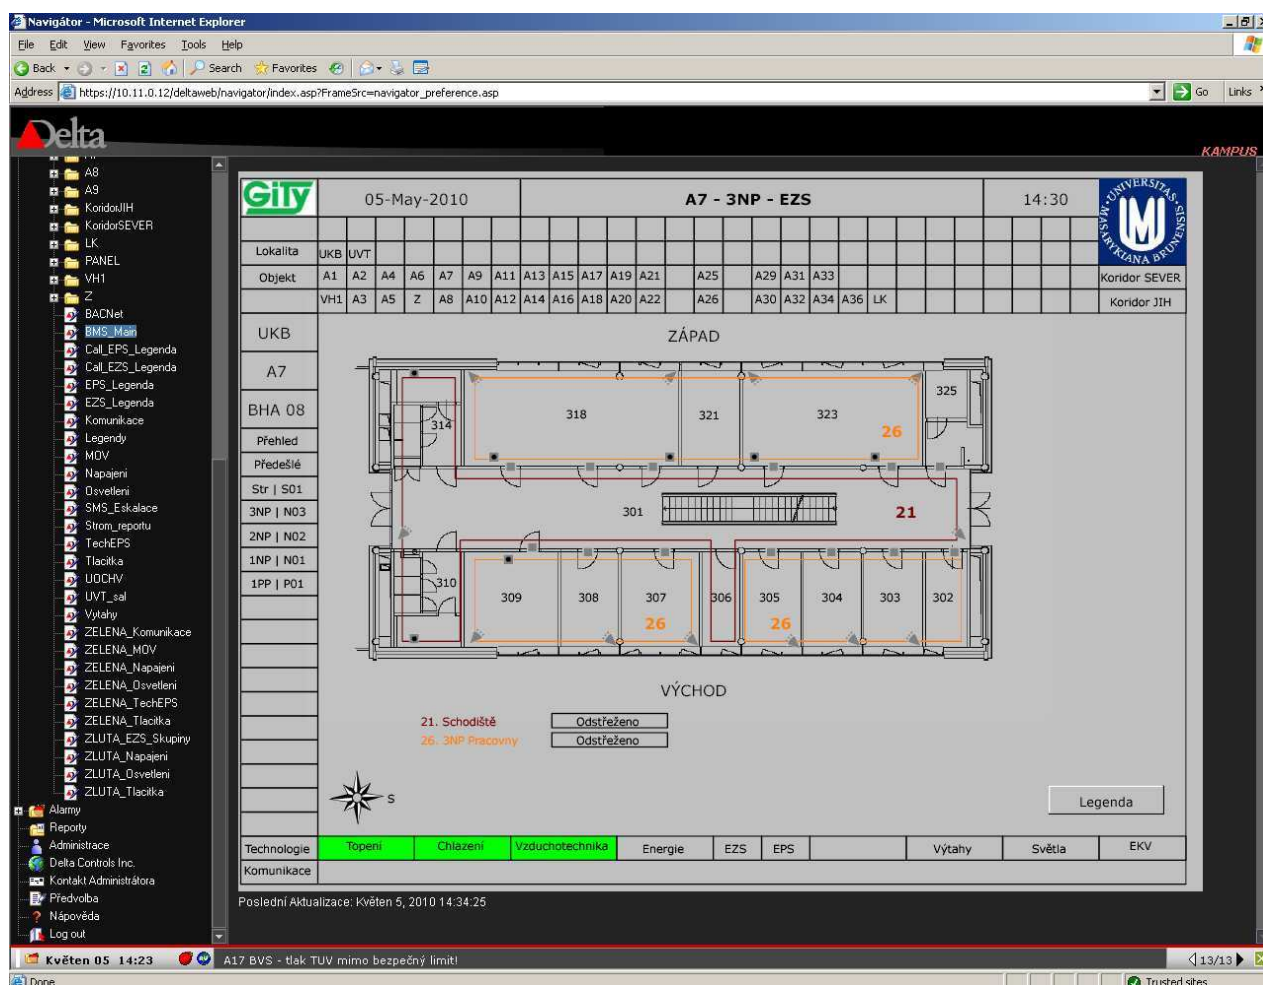 Navigátor - Microsoft Internet Explorer
File Edit View Favorites Tools Help
Back Search Favorites
Address https://10.11.0.12/deltaweb/navigator/index.asp?FrameSrc=navigator_preference.asp Go Links
Delta
KAMPUS
A8
A9
KoridorJIH
KoridorSEVER
LK
PANEL
VH1
Z
BACNet
BMS_Main
Call_EPS_Legenda
Call_EZS_Legenda
EPS_Legenda
EZS_Legenda
Komunikace
Legendy
MOV
Napajeni
Osvetleni
SMS_Eskalace
Strom_reportu
TechEPS
Tlacitka
UOCHV
UVT_sal
Vytahy
ZELENA_Komunikace
ZELENA_MOV
ZELENA_Napajeni
ZELENA_Osvetleni
ZELENA_TechEPS
ZELENA_Tlacitka
ZLUTA_EZS_Skupiny
ZLUTA_Napajeni
ZLUTA_Osvetleni
ZLUTA_Tlacitka
Alarmy
Reporty
Administrace
Delta Controls Inc.
Kontakt Administrátora
Předvolba
Nápověda
Log out
GiTy 05-May-2010 A7 - 3NP - EZS 14:30
UNIVERSITAS MASARYKIANA BRUNENSIS
Lokalita UKB UVT
Objekt A1 A2 A4 A6 A7 A9 A11 A13 A15 A17 A19 A21 A25 A29 A31 A33 Koridor SEVER
VH1 A3 A5 Z A8 A10 A12 A14 A16 A18 A20 A22 A26 A30 A32 A34 A36 LK Koridor JIH
UKB
A7
BHA 08
Přehled
Předešlé
Str | S01
3NP | N03
2NP | N02
1NP | N01
1PP | P01
ZÁPAD
325
314 318 321 323
26
301 21
310 309 308 307 306 305 304 303 302
26 26
VÝCHOD
21. Schodiště Odstřeženo
26. 3NP Pracovny Odstřeženo
S
Legenda
Technologie Topení Chlazení Vzduchotechnika Energie EZS EPS Výtahy Světla EKV
Komunikace
Poslední Aktualizace: Květen 5, 2010 14:34:25
Květen 05 14:23 A17 BVS - tlak TUV mimo bezpečný limit! 13/13
Done Trusted sites